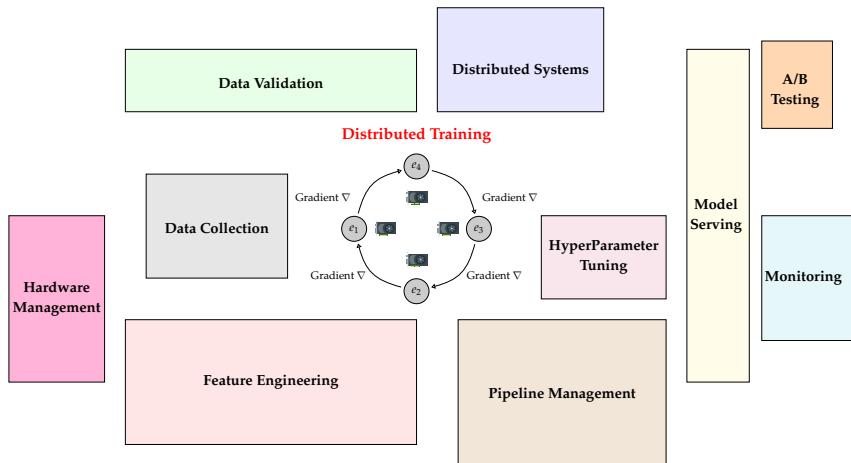 Distributed Systems
A/B
Testing
Data Validation
Distributed Training
e4
Gradient ∇
Gradient ∇
Data Collection
e1
e3
Model
Serving
HyperParameter
Tuning
Gradient ∇
Gradient ∇
e2
Hardware
Management
Monitoring
Feature Engineering
Pipeline Management